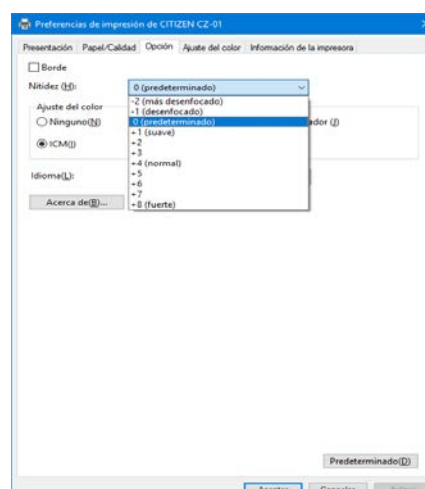 Preferencias de impresión de CITIZEN CZ-01
Presentación Papel/Calidad Opción Ajuste del color Información de la impresora
Borde
Nitidez (H): 0 (predeterminado)
-2 (más desenfocado)
-1 (desenfocado)
0 (predeterminado)
+1 (suave)
+2
+3
+4 (normal)
+5
+6
+7
+8 (fuerte)
Ajuste del color
Ninguno(N) ador (J)
ICM(I)
Idioma(L):
Acerca de(B)...
Predeterminado(D)
Aceptar Cancelar